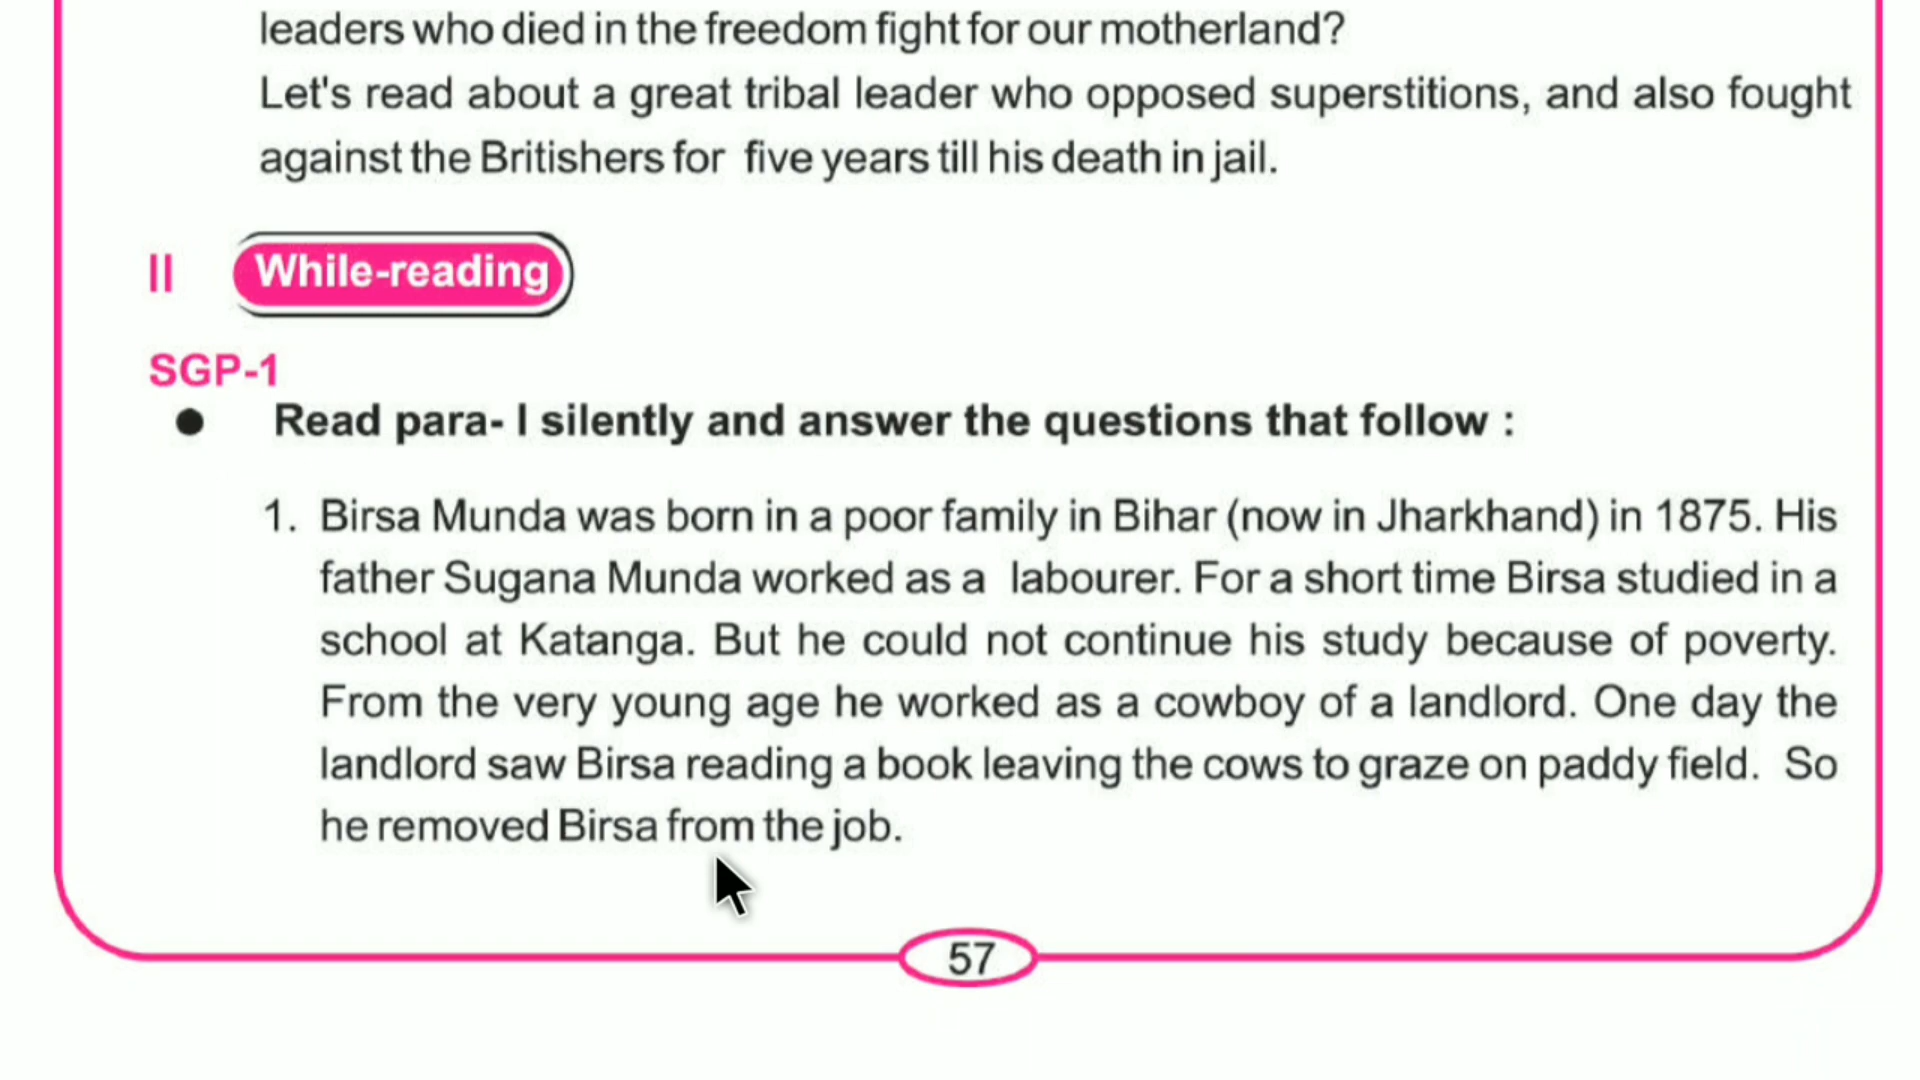 leaders who died in the freedom fight for our motherland?
Let's read about a great tribal leader who opposed superstitions, and also fought
against the Britishers for five years till his death in jail.
II While-reading
SGP-1
● Read para- I silently and answer the questions that follow :
1. Birsa Munda was born in a poor family in Bihar (now in Jharkhand) in 1875. His
father Sugana Munda worked as a labourer. For a short time Birsa studied in a
school at Katanga. But he could not continue his study because of poverty.
From the very young age he worked as a cowboy of a landlord. One day the
landlord saw Birsa reading a book leaving the cows to graze on paddy field. So
he removed Birsa from the job.
57